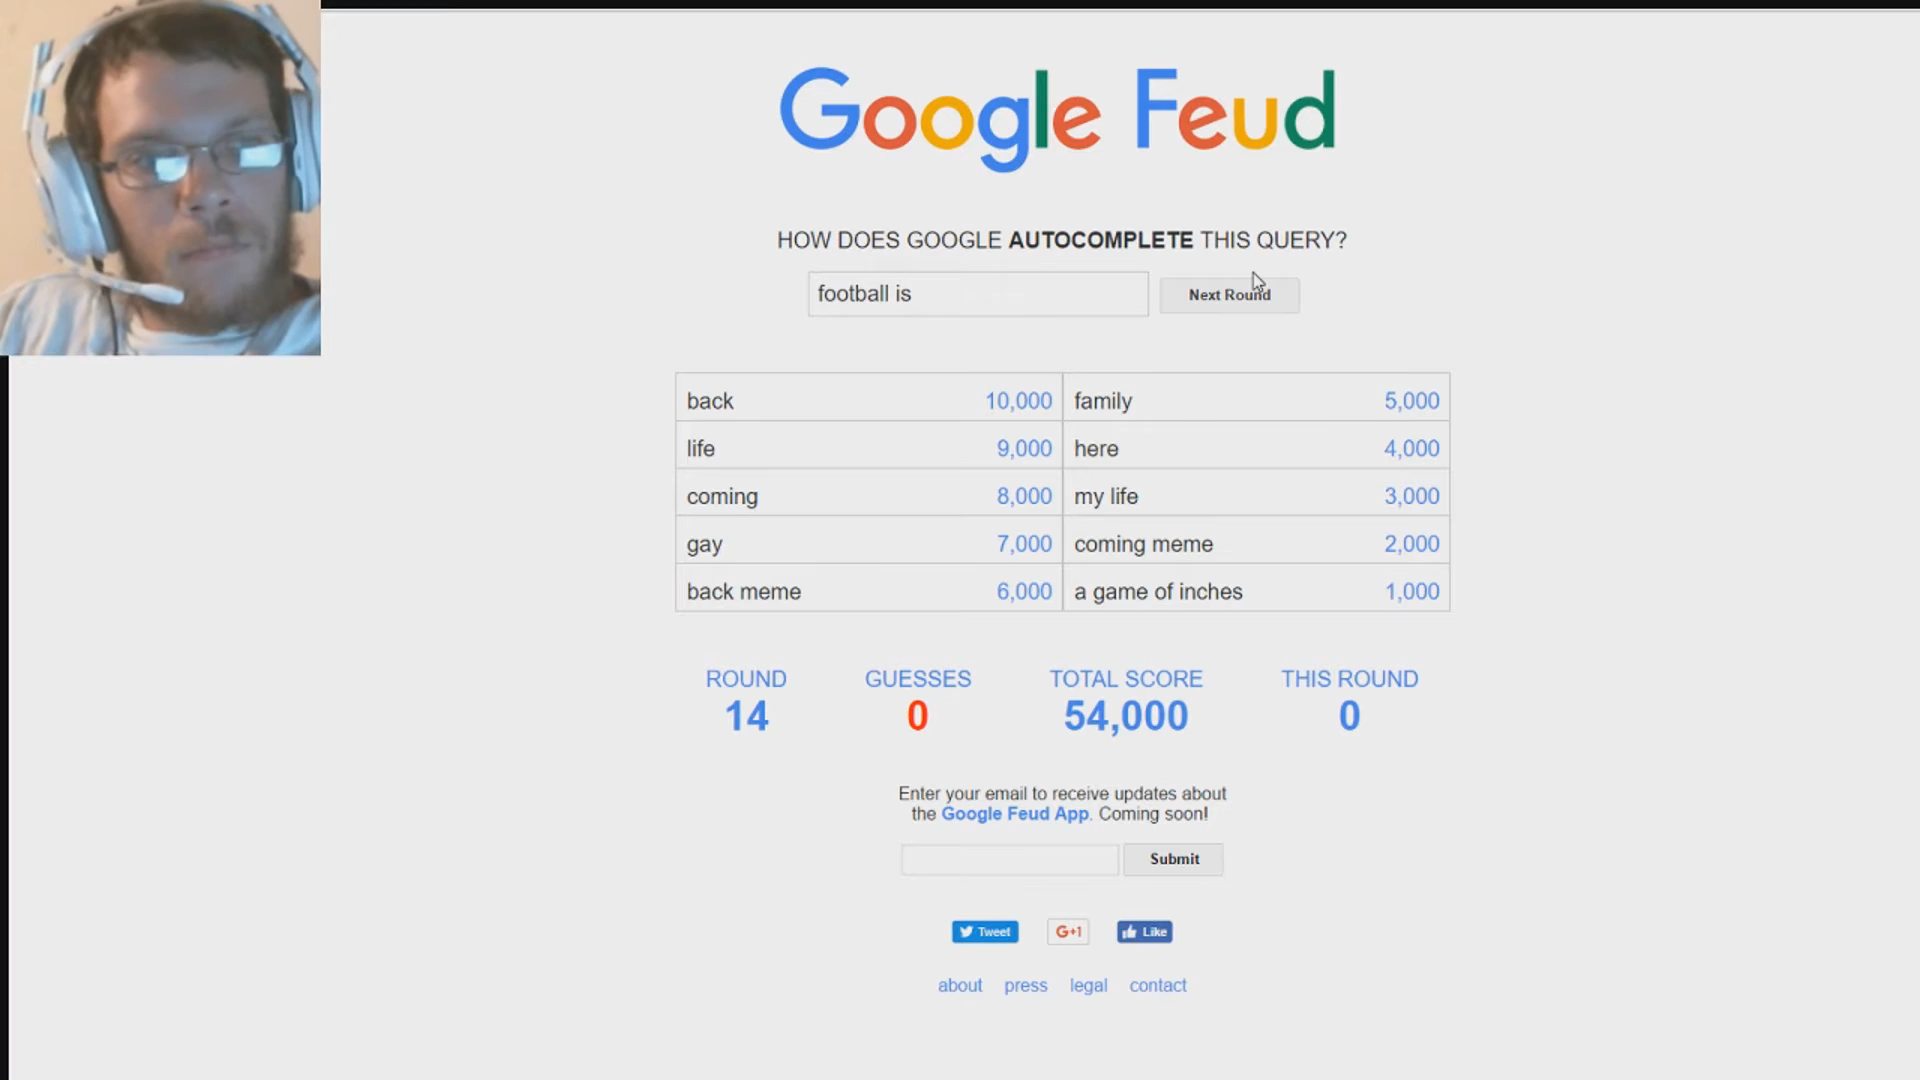 Google Feud
HOW DOES GOOGLE AUTOCOMPLETE THIS QUERY?
football is
Next Round
back 10,000 family 5,000
life 9,000 here 4,000
coming 8,000 my life 3,000
gay 7,000 coming meme 2,000
back meme 6,000 a game of inches 1,000
ROUND GUESSES TOTAL SCORE THIS ROUND
14 0 54,000 0
Enter your email to receive updates about
the Google Feud App. Coming soon!
Submit
Tweet G+1 Like
about press legal contact